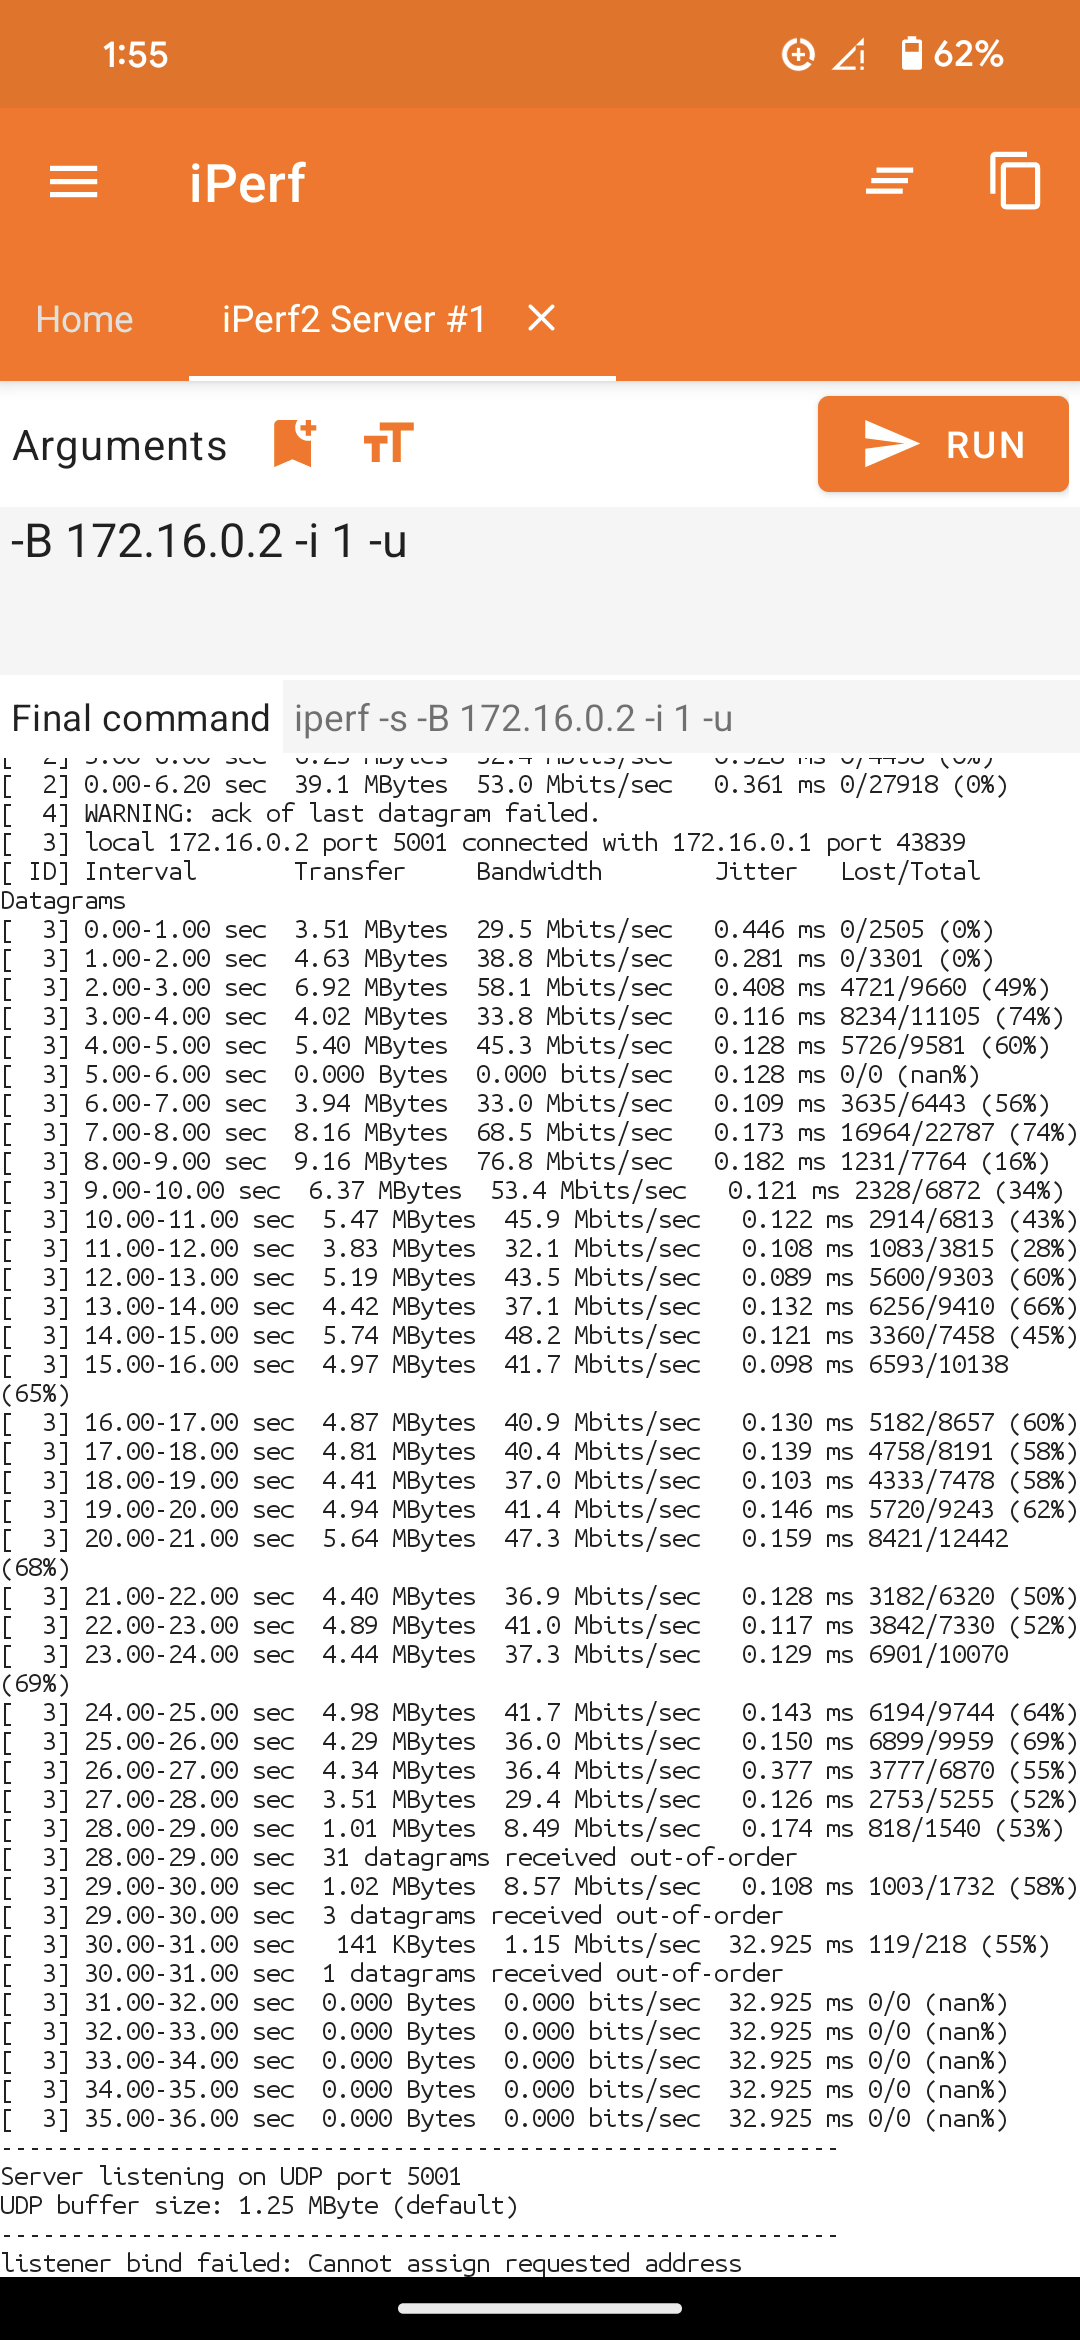 1:55 62%
iPerf
Home iPerf2 Server #1
Arguments RUN
-B 172.16.0.2 -i 1 -u
Final command iperf -s -B 172.16.0.2 -i 1 -u
[  2] 0.00-6.20 sec  39.1 MBytes  53.0 Mbits/sec   0.361 ms 0/27918 (0%)
[  4] WARNING: ack of last datagram failed.
[  3] local 172.16.0.2 port 5001 connected with 172.16.0.1 port 43839
[ ID] Interval       Transfer     Bandwidth        Jitter   Lost/Total
Datagrams
[  3] 0.00-1.00 sec  3.51 MBytes  29.5 Mbits/sec   0.446 ms 0/2505 (0%)
[  3] 1.00-2.00 sec  4.63 MBytes  38.8 Mbits/sec   0.281 ms 0/3301 (0%)
[  3] 2.00-3.00 sec  6.92 MBytes  58.1 Mbits/sec   0.408 ms 4721/9660 (49%)
[  3] 3.00-4.00 sec  4.02 MBytes  33.8 Mbits/sec   0.116 ms 8234/11105 (74%)
[  3] 4.00-5.00 sec  5.40 MBytes  45.3 Mbits/sec   0.128 ms 5726/9581 (60%)
[  3] 5.00-6.00 sec  0.000 Bytes  0.000 bits/sec   0.128 ms 0/0 (nan%)
[  3] 6.00-7.00 sec  3.94 MBytes  33.0 Mbits/sec   0.109 ms 3635/6443 (56%)
[  3] 7.00-8.00 sec  8.16 MBytes  68.5 Mbits/sec   0.173 ms 16964/22787 (74%)
[  3] 8.00-9.00 sec  9.16 MBytes  76.8 Mbits/sec   0.182 ms 1231/7764 (16%)
[  3] 9.00-10.00 sec  6.37 MBytes  53.4 Mbits/sec   0.121 ms 2328/6872 (34%)
[  3] 10.00-11.00 sec  5.47 MBytes  45.9 Mbits/sec   0.122 ms 2914/6813 (43%)
[  3] 11.00-12.00 sec  3.83 MBytes  32.1 Mbits/sec   0.108 ms 1083/3815 (28%)
[  3] 12.00-13.00 sec  5.19 MBytes  43.5 Mbits/sec   0.089 ms 5600/9303 (60%)
[  3] 13.00-14.00 sec  4.42 MBytes  37.1 Mbits/sec   0.132 ms 6256/9410 (66%)
[  3] 14.00-15.00 sec  5.74 MBytes  48.2 Mbits/sec   0.121 ms 3360/7458 (45%)
[  3] 15.00-16.00 sec  4.97 MBytes  41.7 Mbits/sec   0.098 ms 6593/10138
(65%)
[  3] 16.00-17.00 sec  4.87 MBytes  40.9 Mbits/sec   0.130 ms 5182/8657 (60%)
[  3] 17.00-18.00 sec  4.81 MBytes  40.4 Mbits/sec   0.139 ms 4758/8191 (58%)
[  3] 18.00-19.00 sec  4.41 MBytes  37.0 Mbits/sec   0.103 ms 4333/7478 (58%)
[  3] 19.00-20.00 sec  4.94 MBytes  41.4 Mbits/sec   0.146 ms 5720/9243 (62%)
[  3] 20.00-21.00 sec  5.64 MBytes  47.3 Mbits/sec   0.159 ms 8421/12442
(68%)
[  3] 21.00-22.00 sec  4.40 MBytes  36.9 Mbits/sec   0.128 ms 3182/6320 (50%)
[  3] 22.00-23.00 sec  4.89 MBytes  41.0 Mbits/sec   0.117 ms 3842/7330 (52%)
[  3] 23.00-24.00 sec  4.44 MBytes  37.3 Mbits/sec   0.129 ms 6901/10070
(69%)
[  3] 24.00-25.00 sec  4.98 MBytes  41.7 Mbits/sec   0.143 ms 6194/9744 (64%)
[  3] 25.00-26.00 sec  4.29 MBytes  36.0 Mbits/sec   0.150 ms 6899/9959 (69%)
[  3] 26.00-27.00 sec  4.34 MBytes  36.4 Mbits/sec   0.377 ms 3777/6870 (55%)
[  3] 27.00-28.00 sec  3.51 MBytes  29.4 Mbits/sec   0.126 ms 2753/5255 (52%)
[  3] 28.00-29.00 sec  1.01 MBytes  8.49 Mbits/sec   0.174 ms 818/1540 (53%)
[  3] 28.00-29.00 sec  31 datagrams received out-of-order
[  3] 29.00-30.00 sec  1.02 MBytes  8.57 Mbits/sec   0.108 ms 1003/1732 (58%)
[  3] 29.00-30.00 sec  3 datagrams received out-of-order
[  3] 30.00-31.00 sec   141 KBytes  1.15 Mbits/sec  32.925 ms 119/218 (55%)
[  3] 30.00-31.00 sec  1 datagrams received out-of-order
[  3] 31.00-32.00 sec  0.000 Bytes  0.000 bits/sec  32.925 ms 0/0 (nan%)
[  3] 32.00-33.00 sec  0.000 Bytes  0.000 bits/sec  32.925 ms 0/0 (nan%)
[  3] 33.00-34.00 sec  0.000 Bytes  0.000 bits/sec  32.925 ms 0/0 (nan%)
[  3] 34.00-35.00 sec  0.000 Bytes  0.000 bits/sec  32.925 ms 0/0 (nan%)
[  3] 35.00-36.00 sec  0.000 Bytes  0.000 bits/sec  32.925 ms 0/0 (nan%)
------------------------------------------------------------
Server listening on UDP port 5001
UDP buffer size: 1.25 MByte (default)
------------------------------------------------------------
listener bind failed: Cannot assign requested address